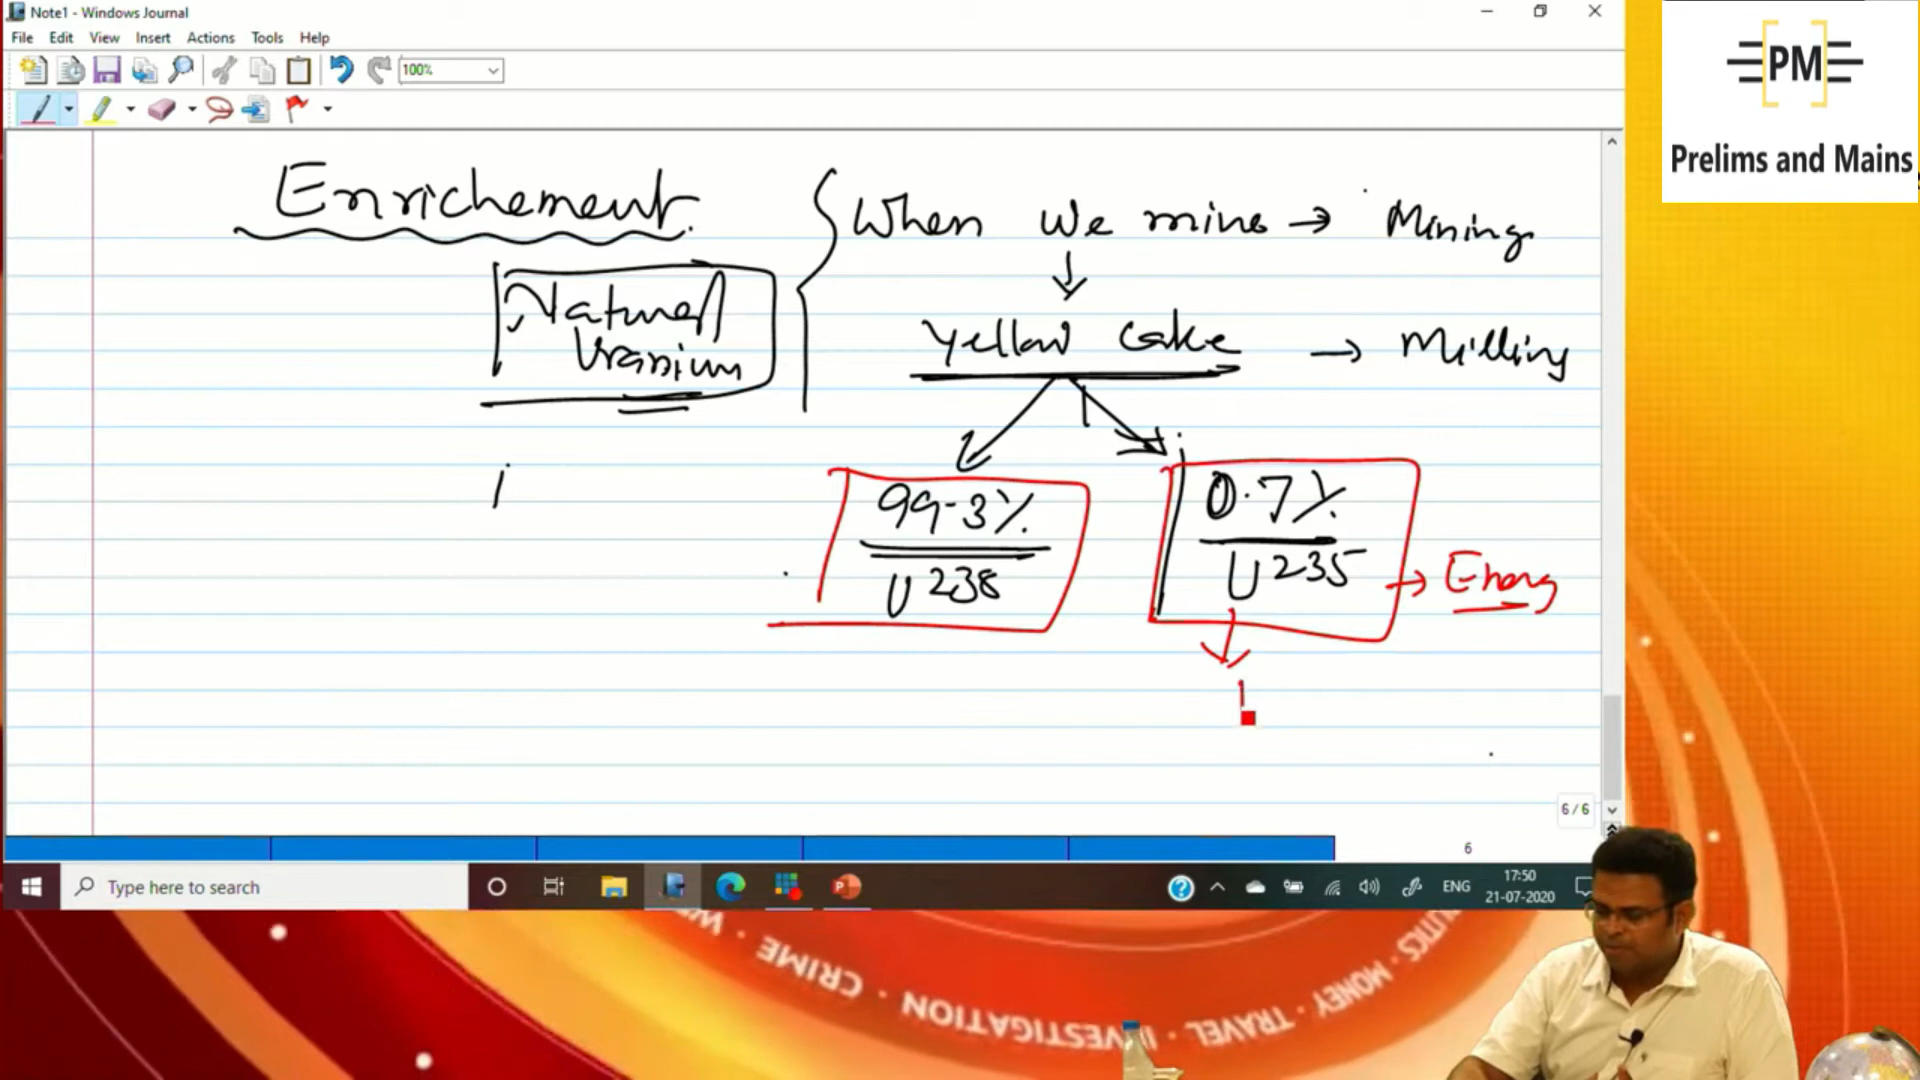 Note1 - Windows Journal
File Edit View Insert Actions Tools Help
100%
PM
Prelims and Mains
Enrichement
When We mine → Mining
Natural
Uranium
Yellow Cake → Milling
99.3%
U 238
0.7%
U 235
→ Energy
6 / 6
6
Type here to search
ENG
17:50
21-07-2020
CRIME · INVESTIGATION · TRAVEL · MONEY